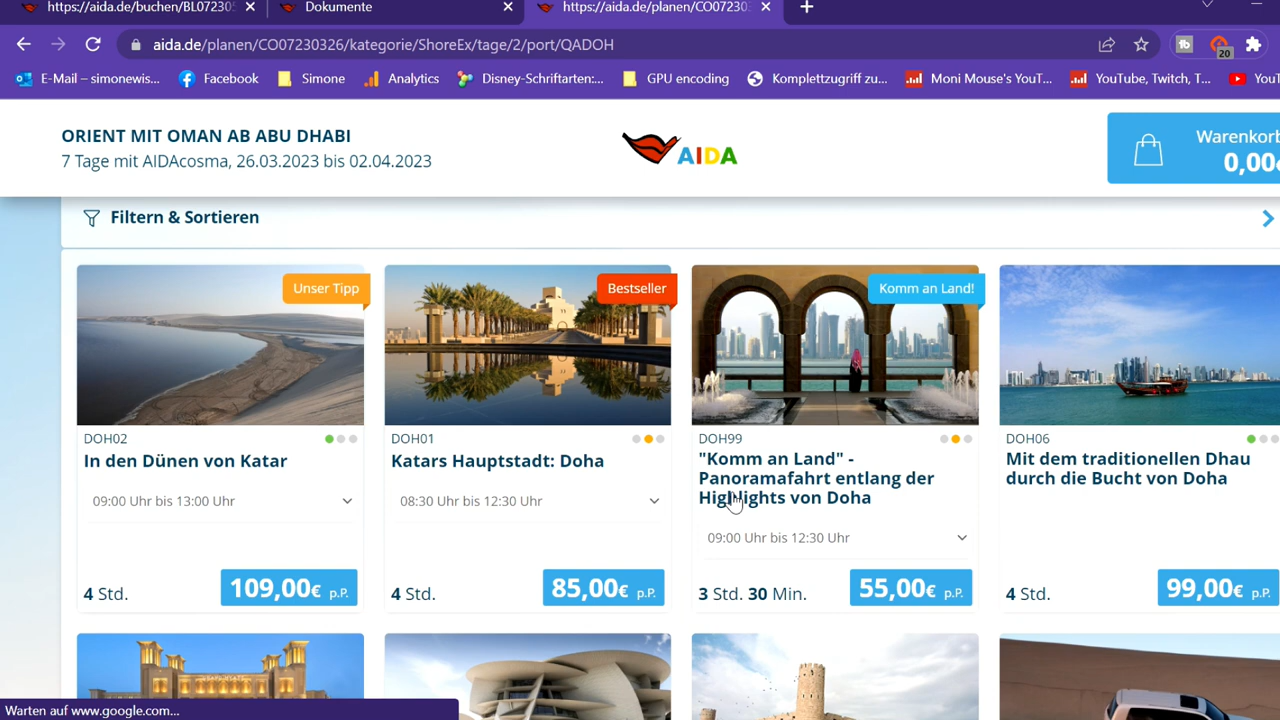 https://aida.de/buchen/BL07230
Dokumente
https://aida.de/planen/CO07230
aida.de/planen/CO07230326/kategorie/ShoreEx/tage/2/port/QADOH
20
E-Mail – simonewis...
Facebook
Simone
Analytics
Disney-Schriftarten:...
GPU encoding
Komplettzugriff zu...
Moni Mouse's YouT...
YouTube, Twitch, T...
YouT
ORIENT MIT OMAN AB ABU DHABI
7 Tage mit AIDAcosma, 26.03.2023 bis 02.04.2023
AIDA
Warenkorb
0,00€
Filtern & Sortieren
Unser Tipp
Bestseller
Komm an Land!
DOH02
In den Dünen von Katar
09:00 Uhr bis 13:00 Uhr
4 Std.
109,00€ p.P.
DOH01
Katars Hauptstadt: Doha
08:30 Uhr bis 12:30 Uhr
4 Std.
85,00€ p.P.
DOH99
"Komm an Land" -
Panoramafahrt entlang der
Highlights von Doha
09:00 Uhr bis 12:30 Uhr
3 Std. 30 Min.
55,00€ p.P.
DOH06
Mit dem traditionellen Dhau
durch die Bucht von Doha
4 Std.
99,00€ p.P.
Warten auf www.google.com...